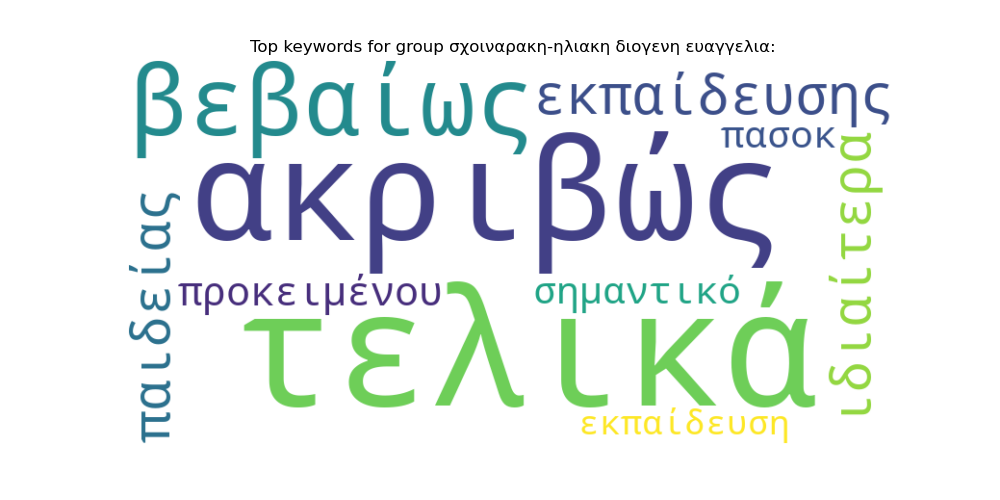 Top keywords for group σχοιναρακη-ηλιακη διογενη ευαγγελια:
βεβαίως
εκπαίδευσης
πασοκ
ακριβώς
ιδιαίτερα
παιδείας
προκειμένου
σημαντικό
τελικά
εκπαίδευση